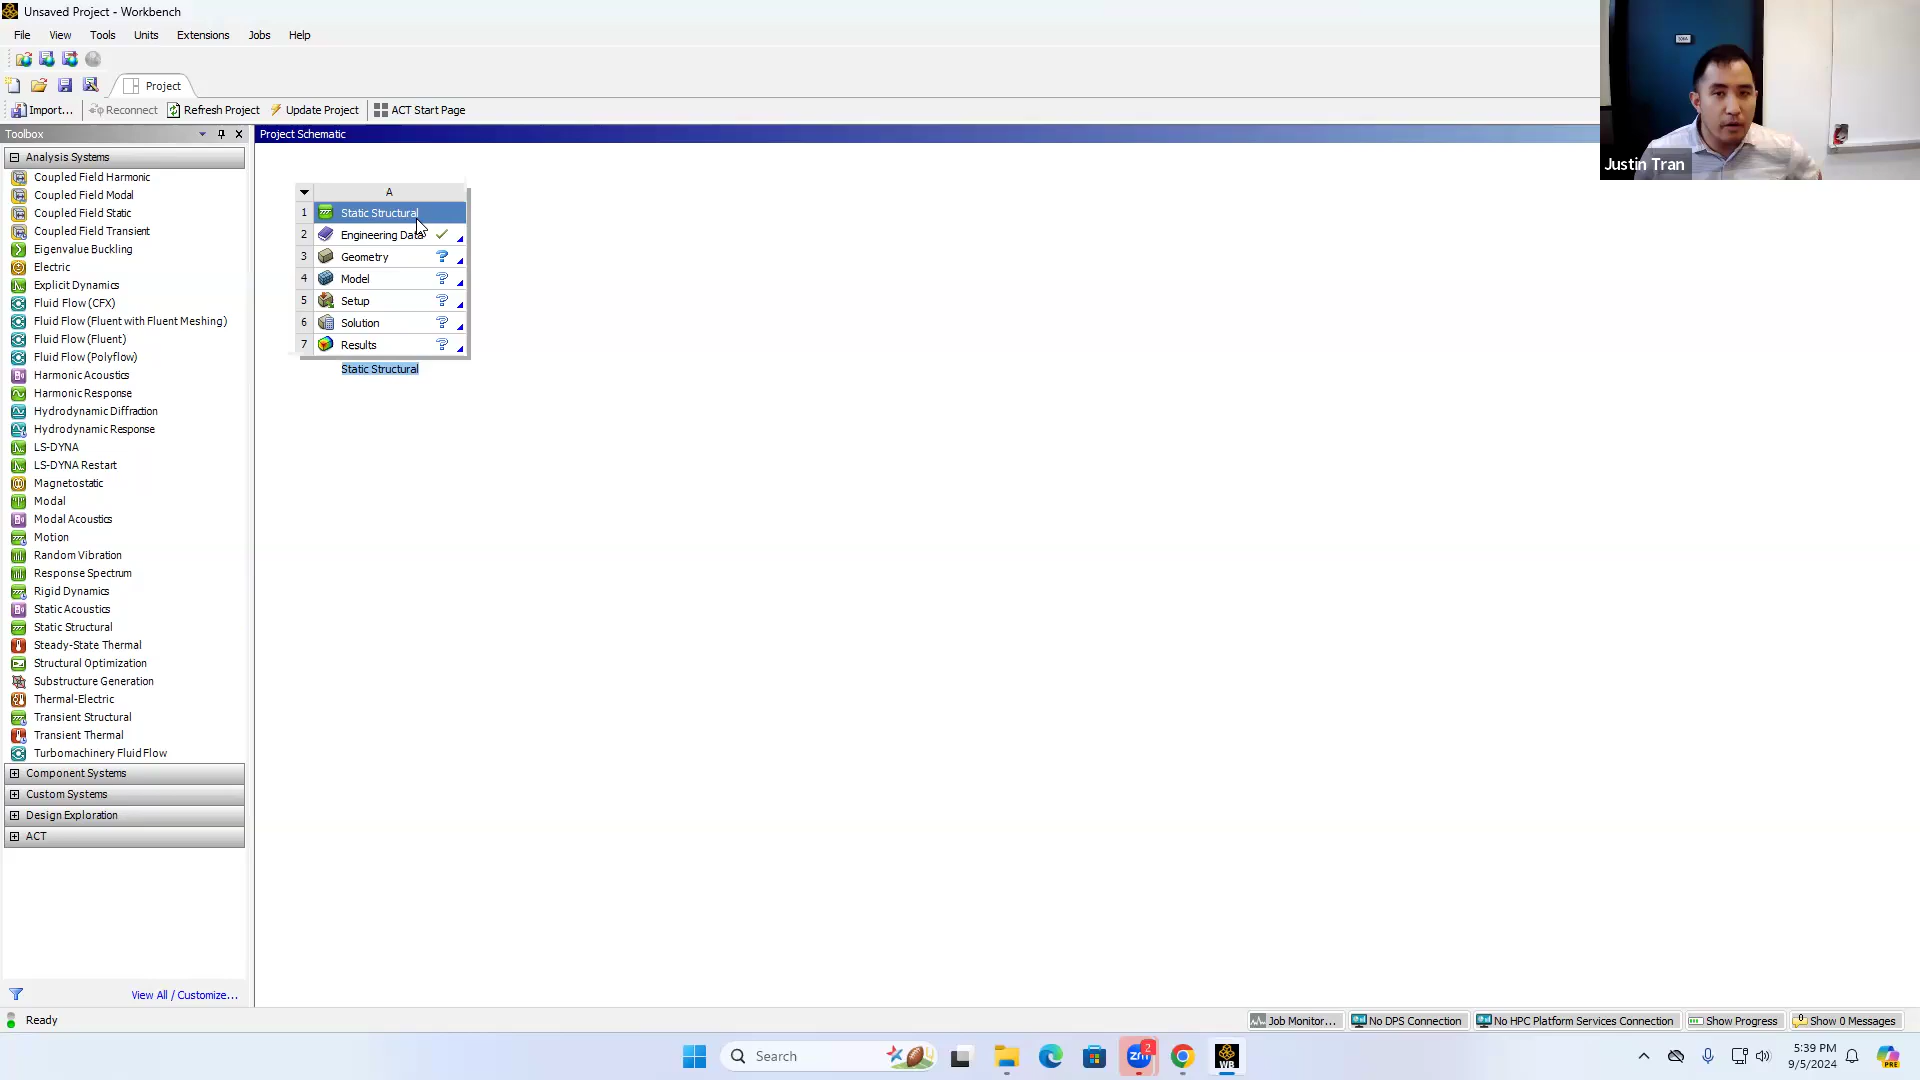 Unsaved Project - Workbench
File View Tools Units Extensions Jobs Help
Project
Import... Reconnect Refresh Project Update Project ACT Start Page
Toolbox
Project Schematic
Analysis Systems
Coupled Field Harmonic
Coupled Field Modal
Coupled Field Static
Coupled Field Transient
Eigenvalue Buckling
Electric
Explicit Dynamics
Fluid Flow (CFX)
Fluid Flow (Fluent with Fluent Meshing)
Fluid Flow (Fluent)
Fluid Flow (Polyflow)
Harmonic Acoustics
Harmonic Response
Hydrodynamic Diffraction
Hydrodynamic Response
LS-DYNA
LS-DYNA Restart
Magnetostatic
Modal
Modal Acoustics
Motion
Random Vibration
Response Spectrum
Rigid Dynamics
Static Acoustics
Static Structural
Steady-State Thermal
Structural Optimization
Substructure Generation
Thermal-Electric
Transient Structural
Transient Thermal
Turbomachinery Fluid Flow
Component Systems
Custom Systems
Design Exploration
ACT
View All / Customize...
A
1 Static Structural
2 Engineering Data
3 Geometry ?
4 Model ?
5 Setup ?
6 Solution ?
7 Results ?
Static Structural
Justin Tran
Ready
Job Monitor... No DPS Connection No HPC Platform Services Connection Show Progress Show 0 Messages
Search
zm 2
WB
5:39 PM
9/5/2024
PRE